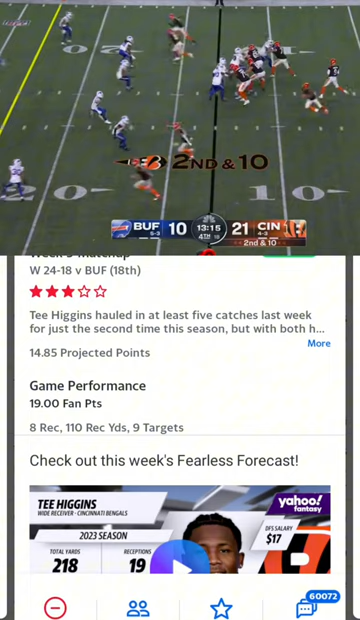 2ND & 10
BUF 10 13:15 21 CIN
5-3 4TH 4-3
2nd & 10
20
10
W 24-18 v BUF (18th)
Tee Higgins hauled in at least five catches last week
for just the second time this season, but with both h...
More
14.85 Projected Points
Game Performance
19.00 Fan Pts
8 Rec, 110 Rec Yds, 9 Targets
Check out this week's Fearless Forecast!
TEE HIGGINS
WIDE RECEIVER · CINCINNATI BENGALS
yahoo!
fantasy
2023 SEASON
DFS SALARY
$17
TOTAL YARDS
218
RECEPTIONS
19
60072